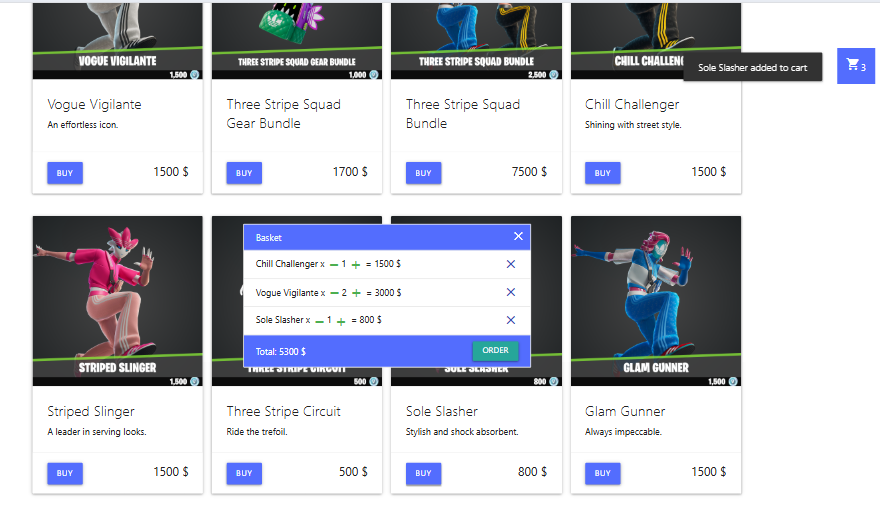 VOGUE VIGILANTE
1,500
Vogue Vigilante
An effortless icon.
BUY
1500 $
THREE STRIPE SQUAD GEAR BUNDLE
1,000
Three Stripe Squad
Gear Bundle
BUY
1700 $
THREE STRIPE SQUAD BUNDLE
2,500
Three Stripe Squad
Bundle
BUY
7500 $
CHILL CHALLENG
Chill Challenger
Shining with street style.
BUY
1500 $
Sole Slasher added to cart
3
Basket
Chill Challenger x − 1 + = 1500 $
Vogue Vigilante x − 2 + = 3000 $
Sole Slasher x − 1 + = 800 $
Total: 5300 $
ORDER
STRIPED SLINGER
1,500
Striped Slinger
A leader in serving looks.
BUY
1500 $
THREE STRIPE CIRCUIT
500
Three Stripe Circuit
Ride the trefoil.
BUY
500 $
SOLE SLASHER
800
Sole Slasher
Stylish and shock absorbent.
BUY
800 $
GLAM GUNNER
1,500
Glam Gunner
Always impeccable.
BUY
1500 $